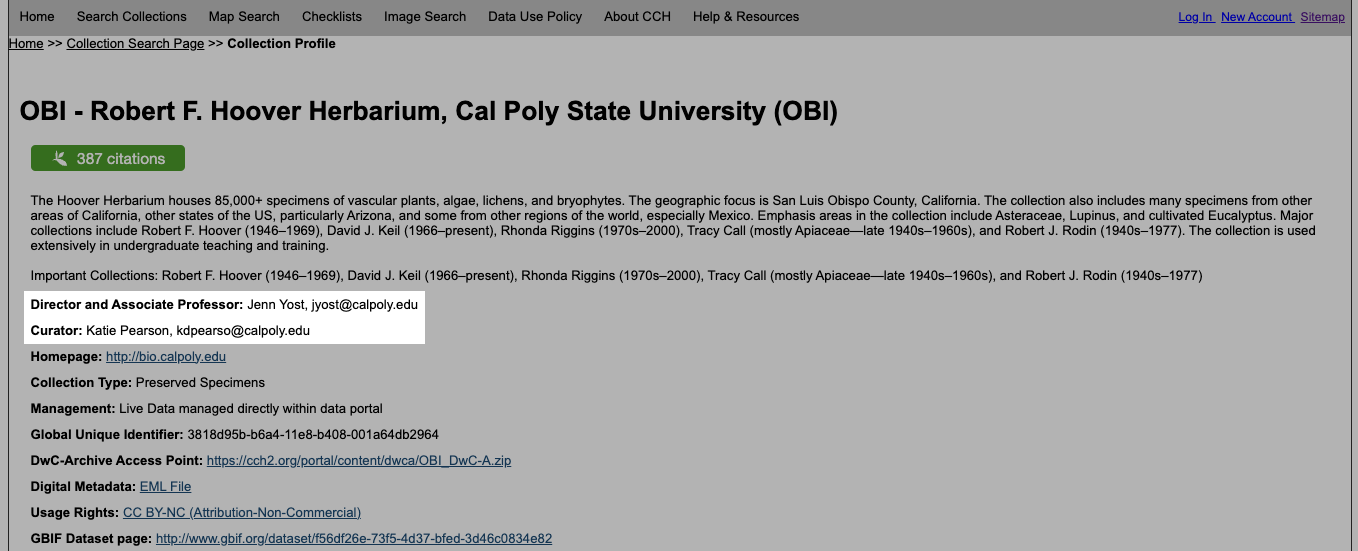 Home Search Collections Map Search Checklists Image Search Data Use Policy About CCH Help & Resources Log In New Account Sitemap
Home >> Collection Search Page >> Collection Profile
OBI - Robert F. Hoover Herbarium, Cal Poly State University (OBI)
387 citations
The Hoover Herbarium houses 85,000+ specimens of vascular plants, algae, lichens, and bryophytes. The geographic focus is San Luis Obispo County, California. The collection also includes many specimens from other
areas of California, other states of the US, particularly Arizona, and some from other regions of the world, especially Mexico. Emphasis areas in the collection include Asteraceae, Lupinus, and cultivated Eucalyptus. Major
collections include Robert F. Hoover (1946–1969), David J. Keil (1966–present), Rhonda Riggins (1970s–2000), Tracy Call (mostly Apiaceae—late 1940s–1960s), and Robert J. Rodin (1940s–1977). The collection is used
extensively in undergraduate teaching and training.
Important Collections: Robert F. Hoover (1946–1969), David J. Keil (1966–present), Rhonda Riggins (1970s–2000), Tracy Call (mostly Apiaceae—late 1940s–1960s), and Robert J. Rodin (1940s–1977)
Director and Associate Professor: Jenn Yost, jyost@calpoly.edu
Curator: Katie Pearson, kdpearso@calpoly.edu
Homepage: http://bio.calpoly.edu
Collection Type: Preserved Specimens
Management: Live Data managed directly within data portal
Global Unique Identifier: 3818d95b-b6a4-11e8-b408-001a64db2964
DwC-Archive Access Point: https://cch2.org/portal/content/dwca/OBI_DwC-A.zip
Digital Metadata: EML File
Usage Rights: CC BY-NC (Attribution-Non-Commercial)
GBIF Dataset page: http://www.gbif.org/dataset/f56df26e-73f5-4d37-bfed-3d46c0834e82